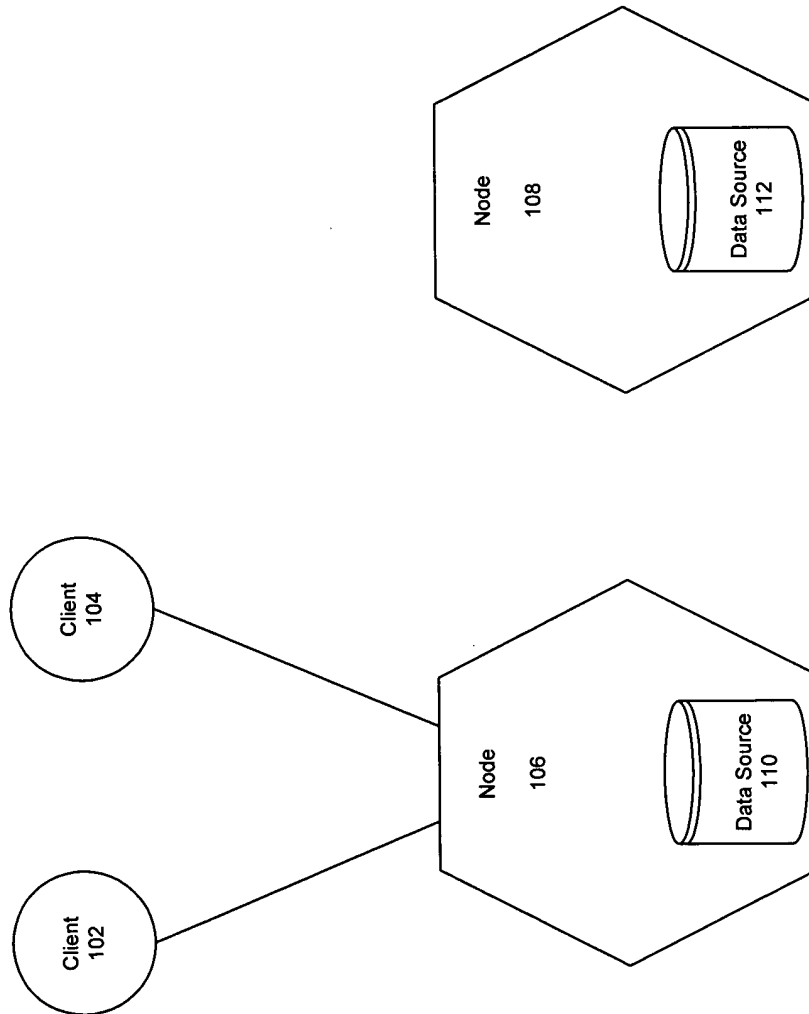 Client
102
Client
104
Node
106
Data Source
110
Node
108
Data Source
112